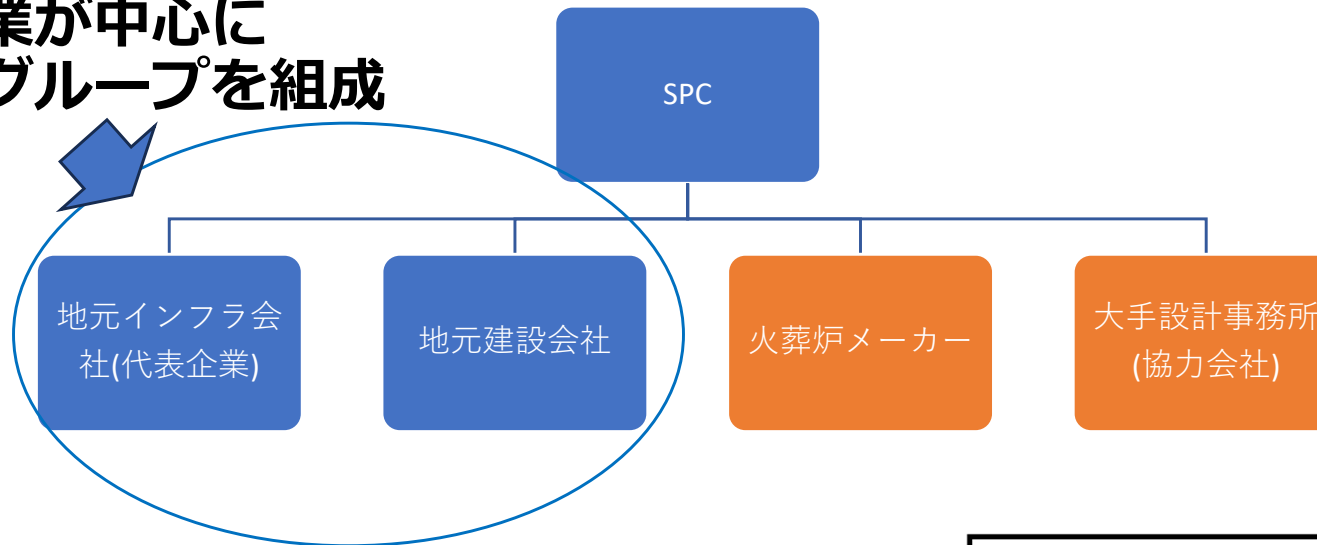 業が中心に
グループを組成
SPC
地元インフラ会
社(代表企業)
地元建設会社
火葬炉メーカー
大手設計事務所
(協力会社)